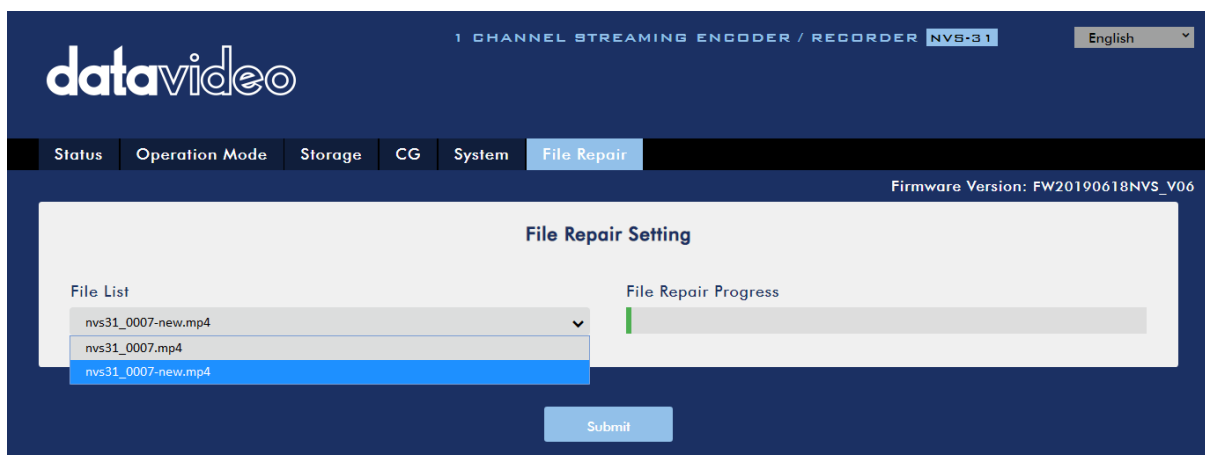 1 CHANNEL STREAMING ENCODER / RECORDER NVS-31
English
datavideo
Status Operation Mode Storage CG System File Repair
Firmware Version: FW20190618NVS_V06
File Repair Setting
File List
File Repair Progress
nvs31_0007-new.mp4
nvs31_0007.mp4
nvs31_0007-new.mp4
Submit